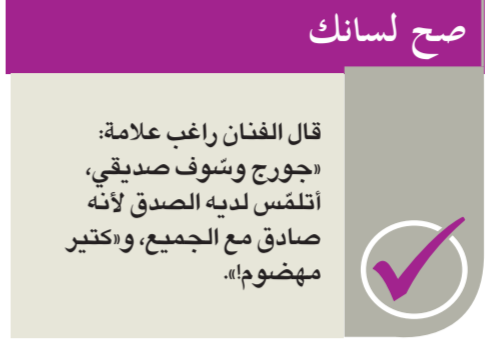 صح لسانك
قال الفنان راغب علامة:
«جورج وسّوف صديقي،
أتلمّس لديه الصدق لأنه
صادق مع الجميع، و«كتير
مهضوم!».